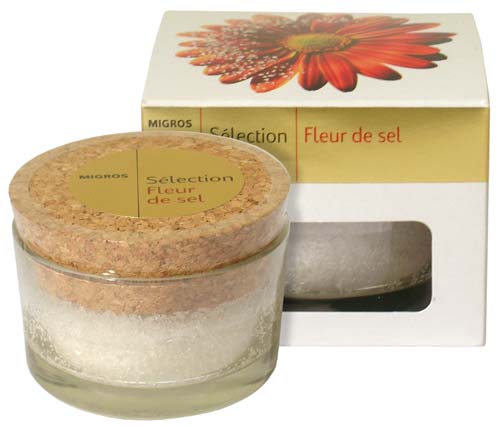 MIGROS
Sélection
Fleur de sel
MIGROS
Sélection
Fleur
de sel